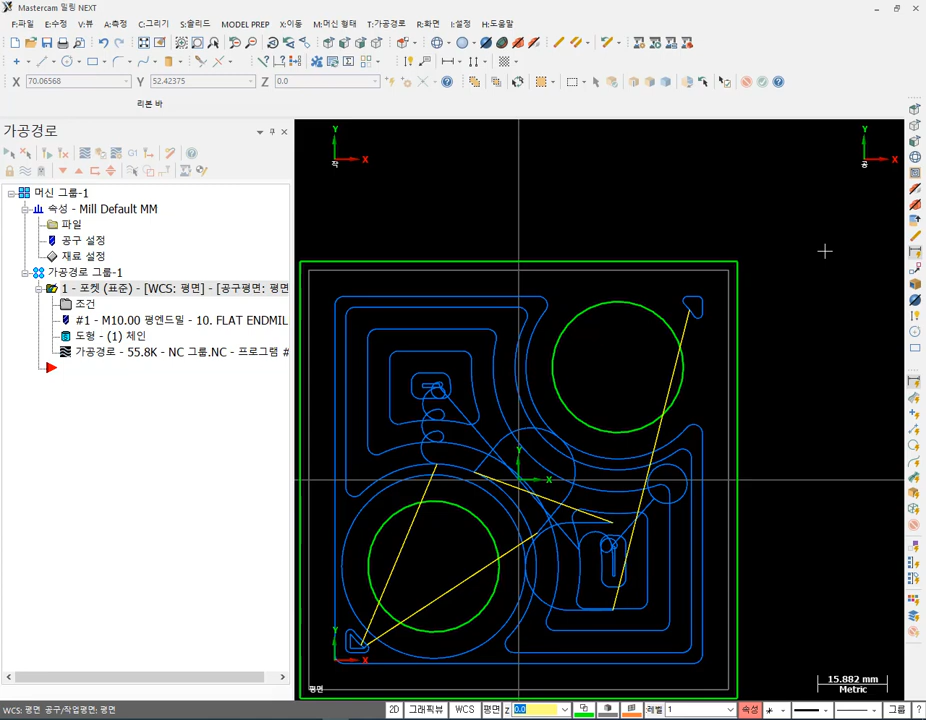 Mastercam 밀링 NEXT
F:파일 E:수정 V:뷰 A:측정 C:그리기 S:솔리드 MODEL PREP X:이동 M:머신 형태 T:가공경로 R:화면 I:설정 H:도움말
X 70.06568 Y 52.42375 Z 0.0
리본 바
가공경로
G1
머신 그룹-1
속성 - Mill Default MM
파일
공구 설정
재료 설정
가공경로 그룹-1
1 - 포켓 (표준) - [WCS: 평면] - [공구평면: 평면
조건
#1 - M10.00 평엔드밀 - 10. FLAT ENDMIL
도형 - (1) 체인
가공경로 - 55.8K - NC 그룹.NC - 프로그램 #
Y
X
작
Y
X
공
Y
X
Y
X
평면
15.882 mm
Metric
WCS: 평면 공구/작업평면: 평면
2D 그래픽뷰 WCS 평면 Z 0.0 레벨 1 속성 그룹 ?